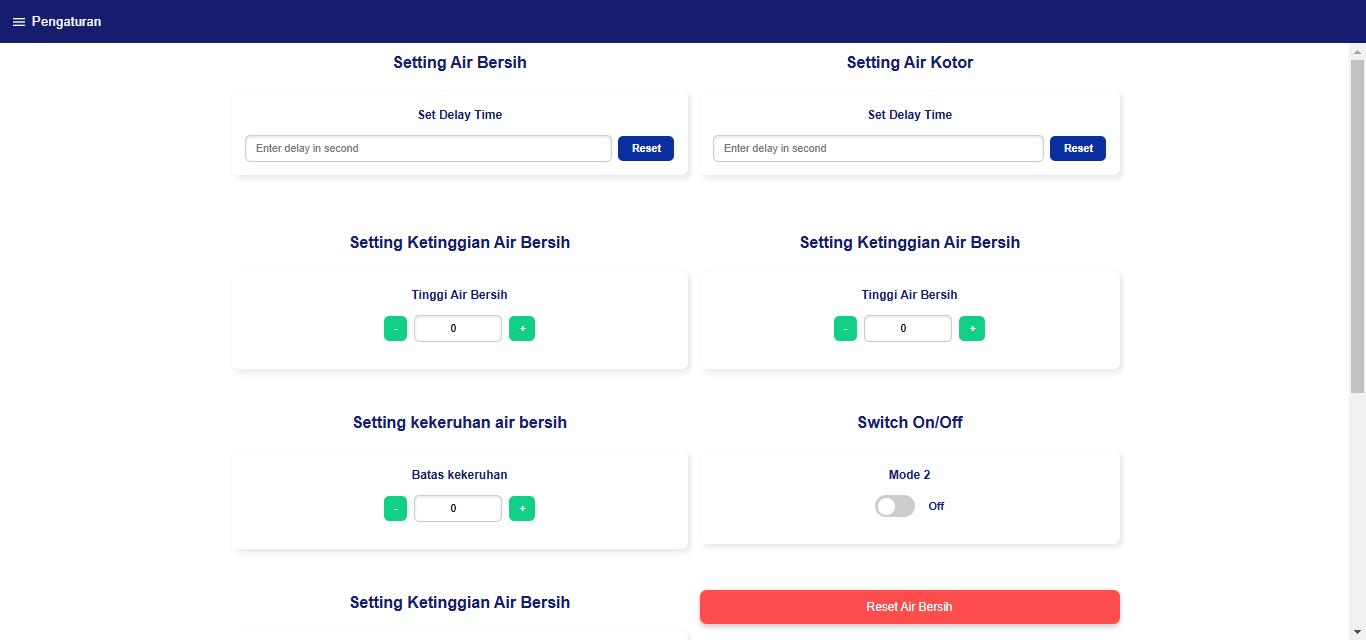 Pengaturan
Setting Air Bersih
Setting Air Kotor
Set Delay Time
Set Delay Time
Enter delay in second
Reset
Enter delay in second
Reset
Setting Ketinggian Air Bersih
Setting Ketinggian Air Bersih
Tinggi Air Bersih
Tinggi Air Bersih
- 0 +
- 0 +
Setting kekeruhan air bersih
Switch On/Off
Batas kekeruhan
Mode 2
- 0 +
Off
Setting Ketinggian Air Bersih
Reset Air Bersih